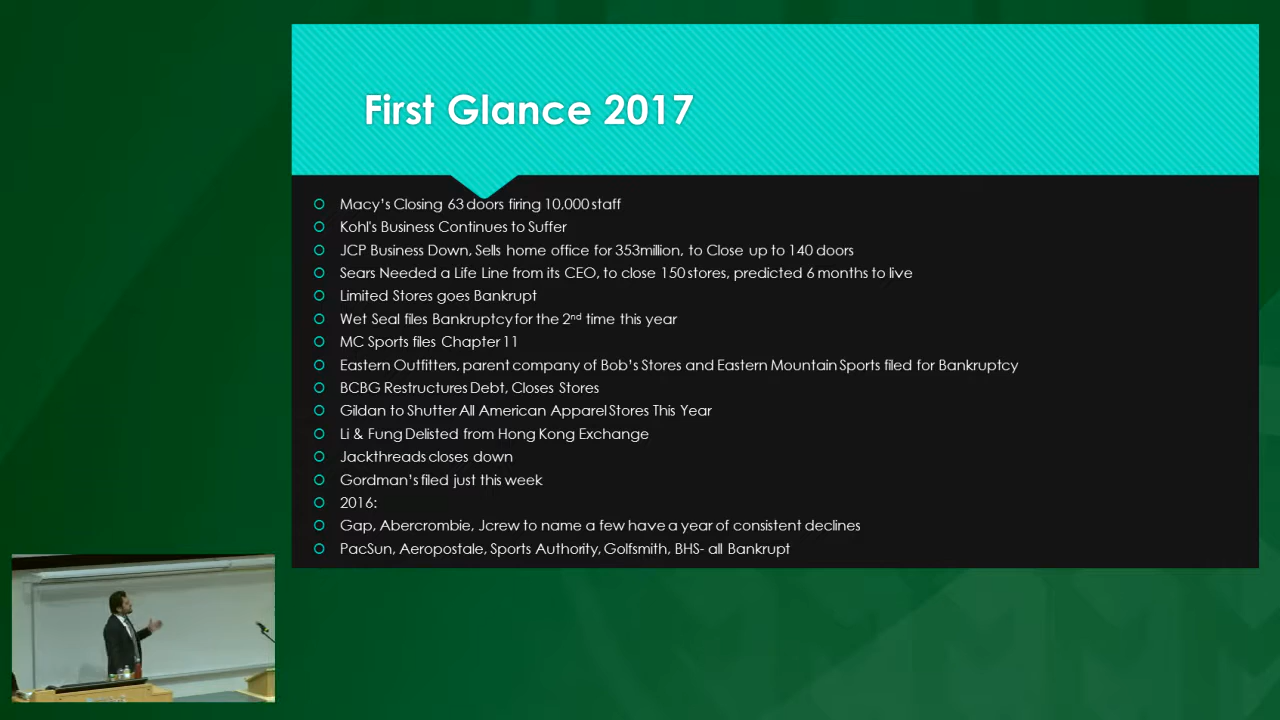 First Glance 2017
Macy's Closing 63 doors firing 10,000 staff
Kohl's Business Continues to Suffer
JCP Business Down, Sells home office for 353million, to Close up to 140 doors
Sears Needed a Life Line from its CEO, to close 150 stores, predicted 6 months to live
Limited Stores goes Bankrupt
Wet Seal files Bankruptcy for the 2nd time this year
MC Sports files Chapter 11
Eastern Outfitters, parent company of Bob's Stores and Eastern Mountain Sports filed for Bankruptcy
BCBG Restructures Debt, Closes Stores
Gildan to Shutter All American Apparel Stores This Year
Li & Fung Delisted from Hong Kong Exchange
Jackthreads closes down
Gordman's filed just this week
2016:
Gap, Abercrombie, Jcrew to name a few have a year of consistent declines
PacSun, Aeropostale, Sports Authority, Golfsmith, BHS- all Bankrupt